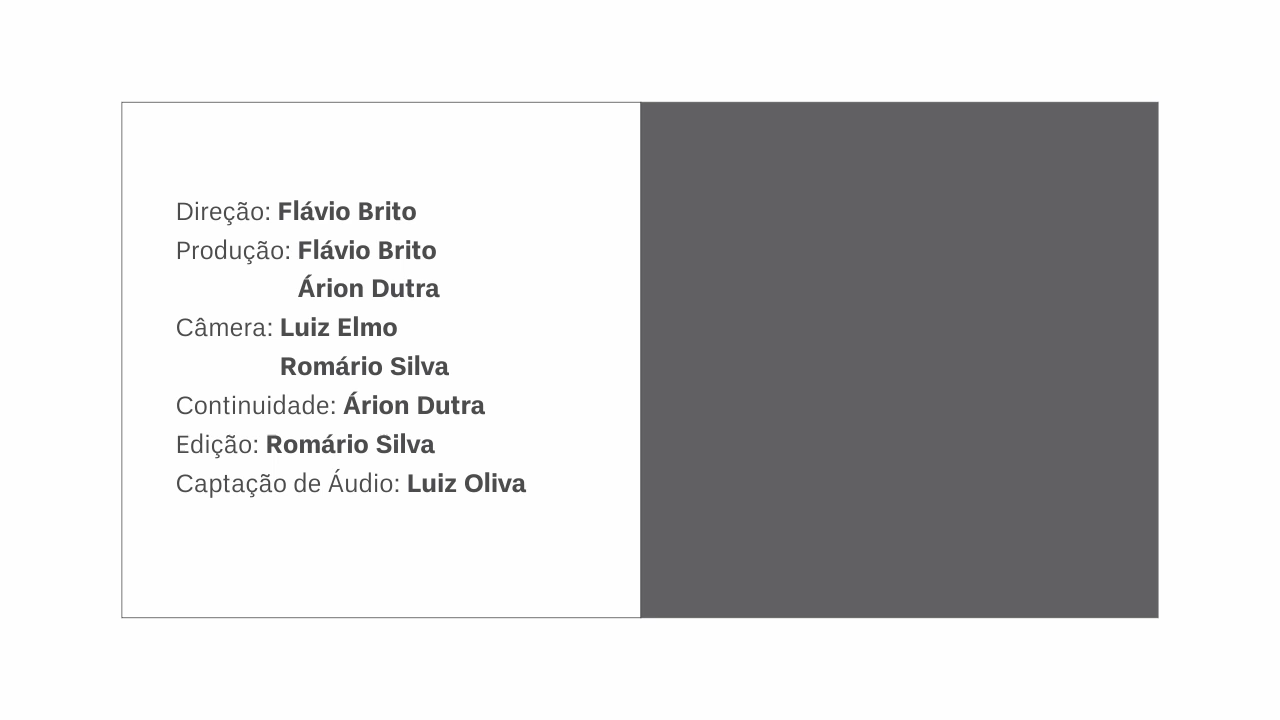 Direção: Flávio Brito
Produção: Flávio Brito
Árion Dutra
Câmera: Luiz Elmo
Romário Silva
Continuidade: Árion Dutra
Edição: Romário Silva
Captação de Áudio: Luiz Oliva